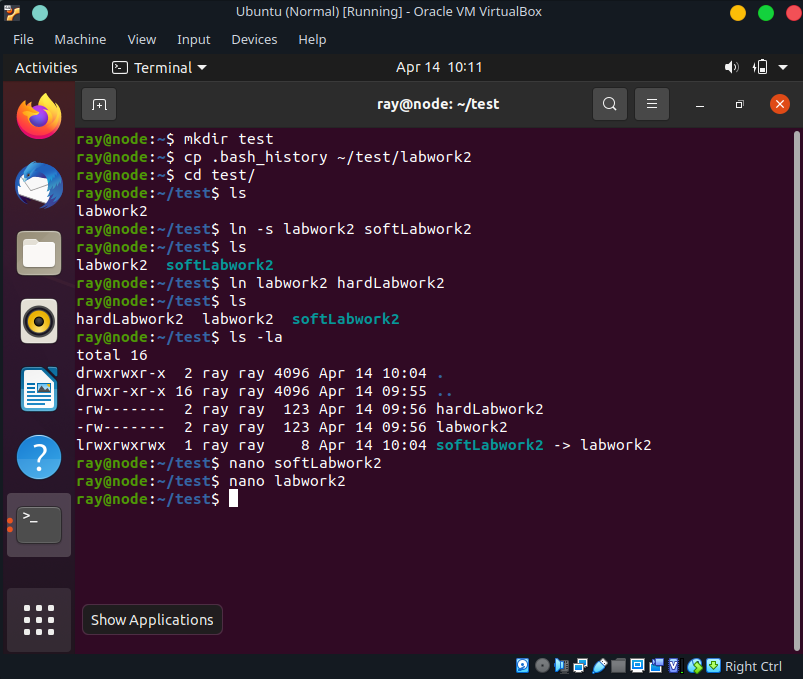 Ubuntu (Normal) [Running] - Oracle VM VirtualBox
File Machine View Input Devices Help
Activities Terminal Apr 14 10:11
ray@node: ~/test
ray@node:~$ mkdir test
ray@node:~$ cp .bash_history ~/test/labwork2
ray@node:~$ cd test/
ray@node:~/test$ ls
labwork2
ray@node:~/test$ ln -s labwork2 softLabwork2
ray@node:~/test$ ls
labwork2  softLabwork2
ray@node:~/test$ ln labwork2 hardLabwork2
ray@node:~/test$ ls
hardLabwork2  labwork2  softLabwork2
ray@node:~/test$ ls -la
total 16
drwxrwxr-x  2 ray ray 4096 Apr 14 10:04 .
drwxr-xr-x 16 ray ray 4096 Apr 14 09:55 ..
-rw-------  2 ray ray  123 Apr 14 09:56 hardLabwork2
-rw-------  2 ray ray  123 Apr 14 09:56 labwork2
lrwxrwxrwx  1 ray ray    8 Apr 14 10:04 softLabwork2 -> labwork2
ray@node:~/test$ nano softLabwork2
ray@node:~/test$ nano labwork2
ray@node:~/test$
Show Applications
Right Ctrl